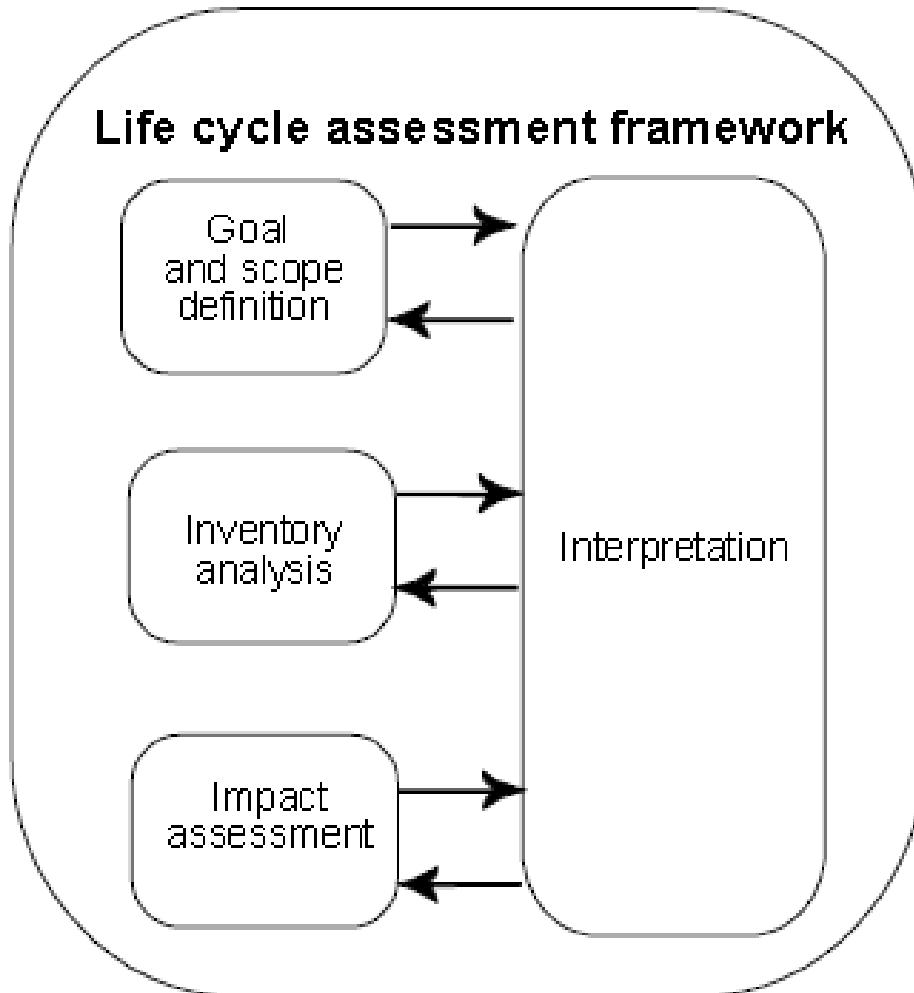 Life cycle assessment framework
Goal
and scope
definition
Inventory
analysis
Interpretation
Impact
assessment